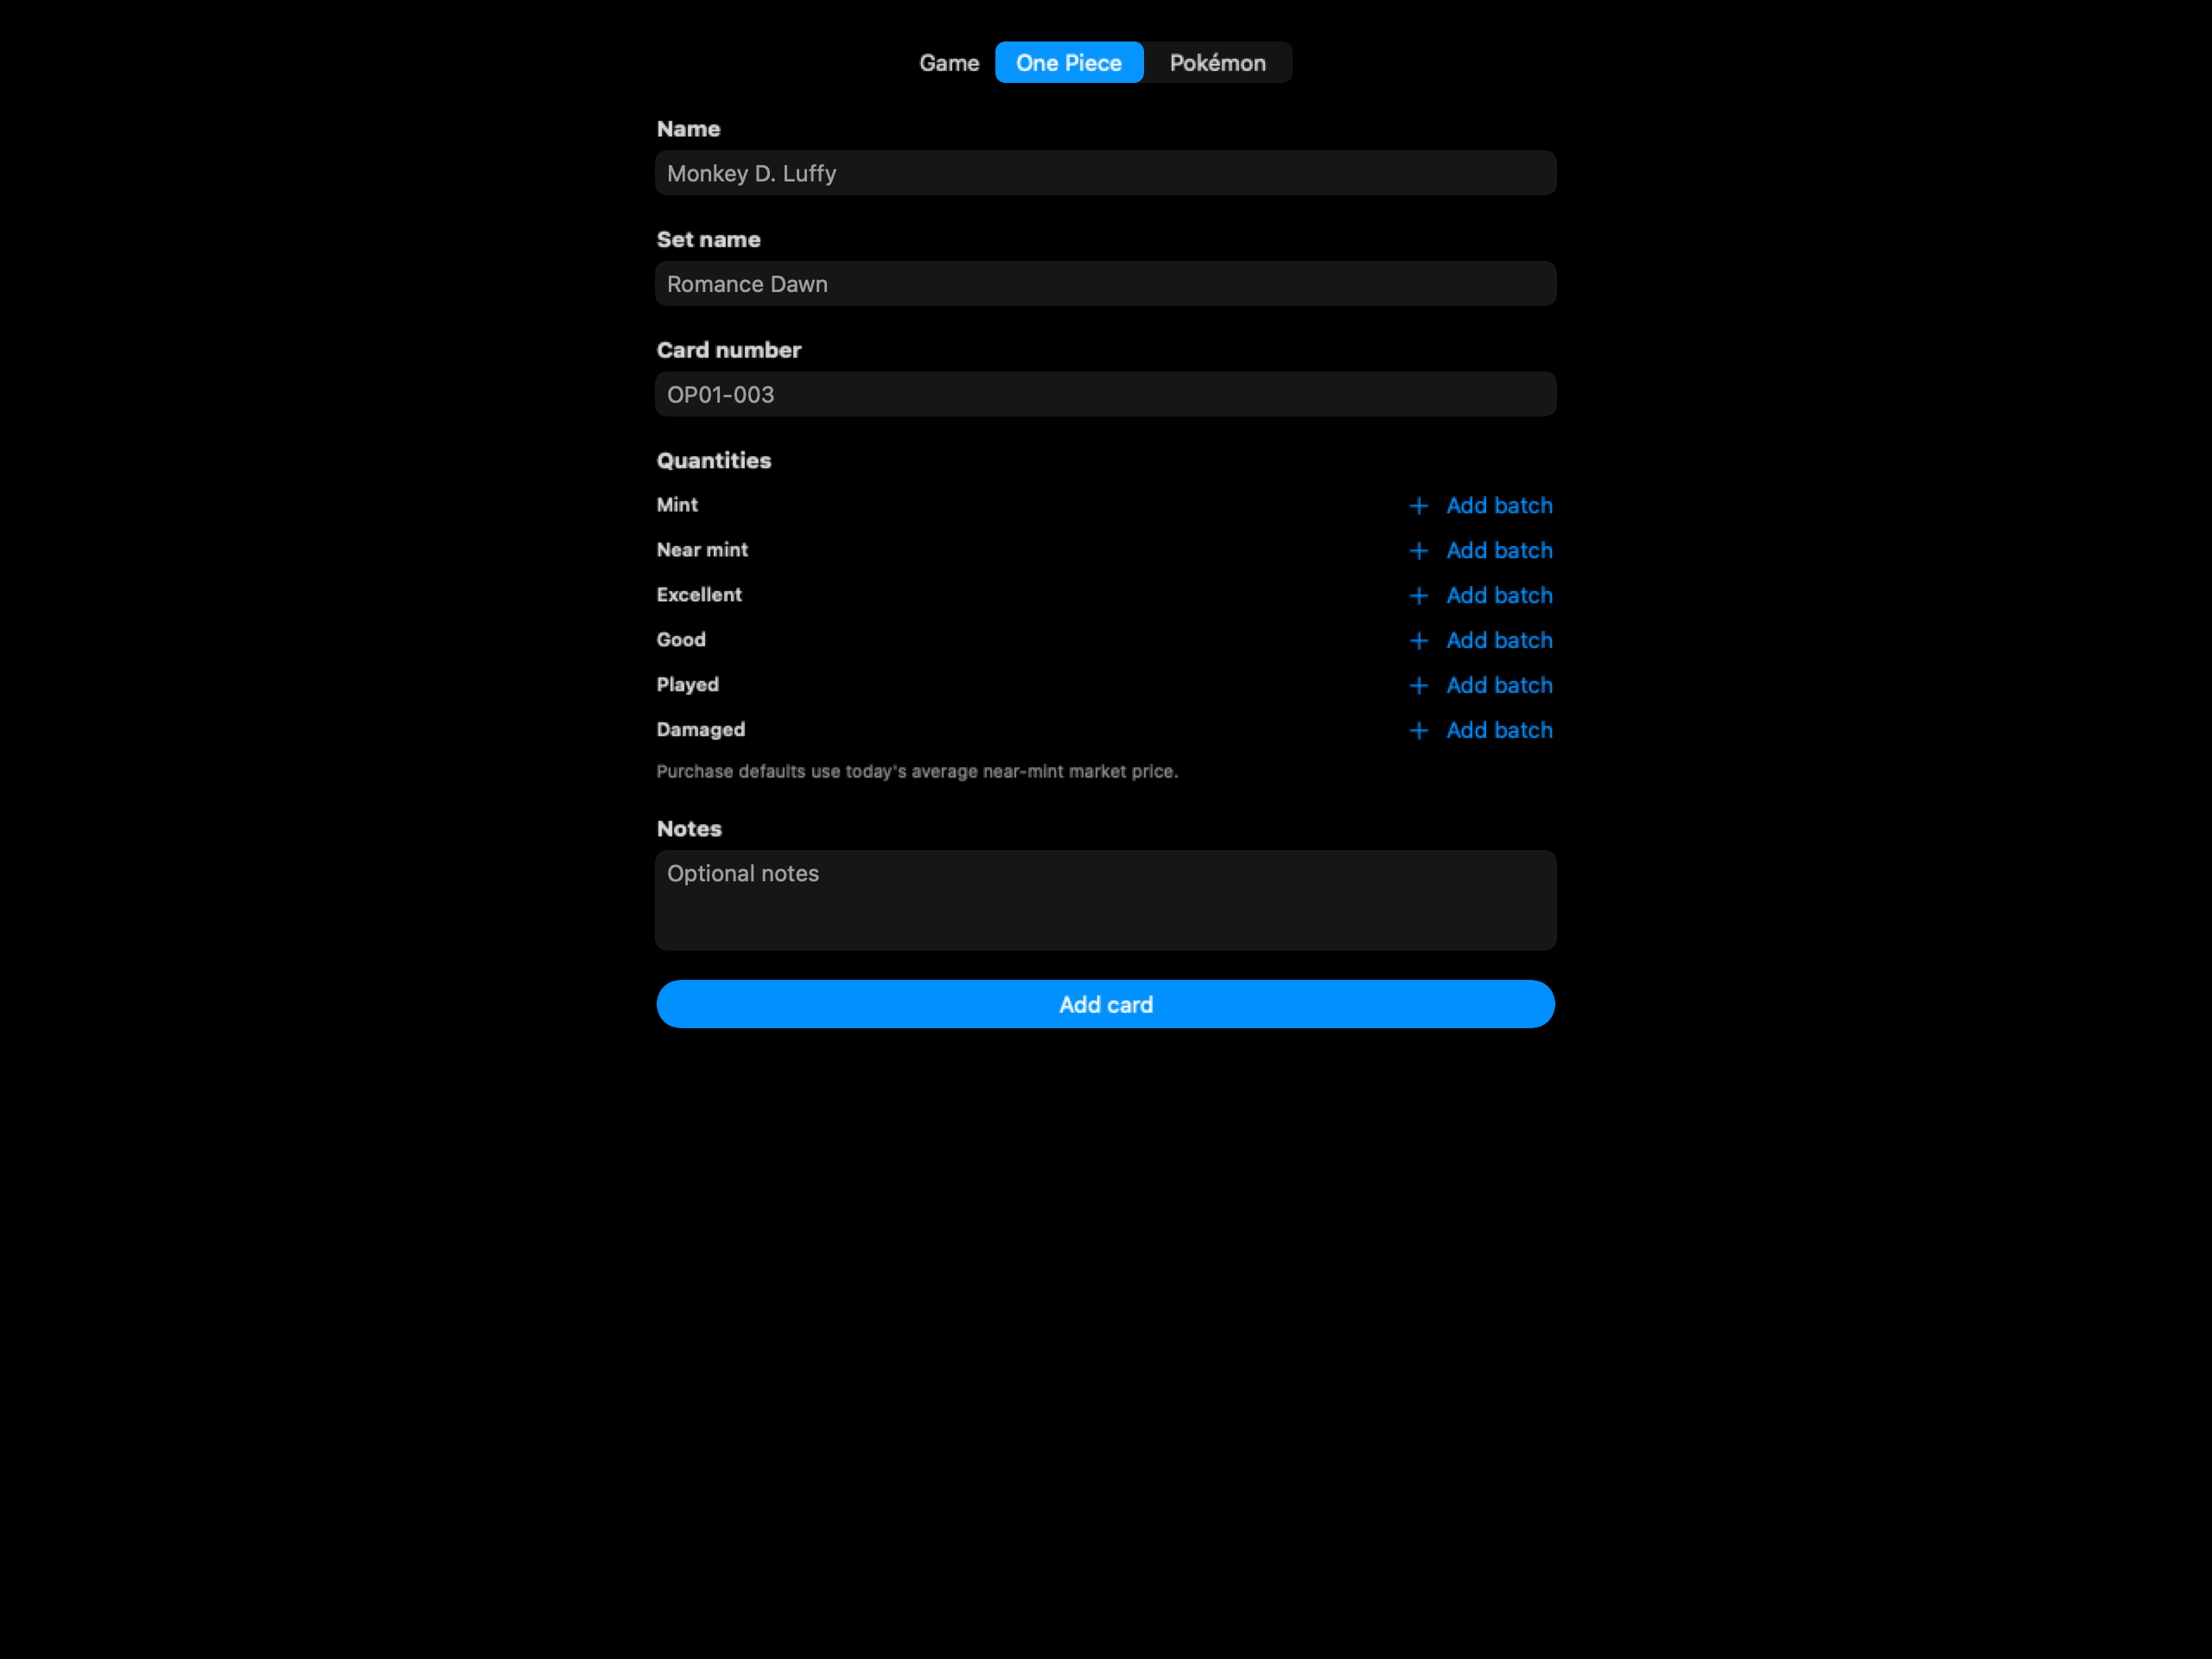 Game One Piece Pokémon
Name
Monkey D. Luffy
Set name
Romance Dawn
Card number
OP01-003
Quantities
Mint + Add batch
Near mint + Add batch
Excellent + Add batch
Good + Add batch
Played + Add batch
Damaged + Add batch
Purchase defaults use today's average near-mint market price.
Notes
Optional notes
Add card